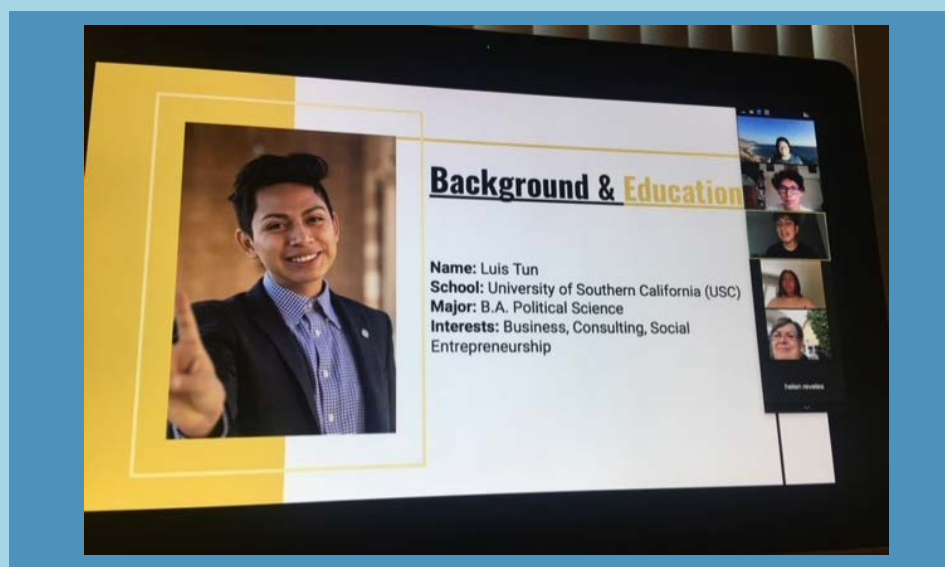 Background & Education
Name: Luis Tun
School: University of Southern California (USC)
Major: B.A. Political Science
Interests: Business, Consulting, Social
Entrepreneurship
helen reveles